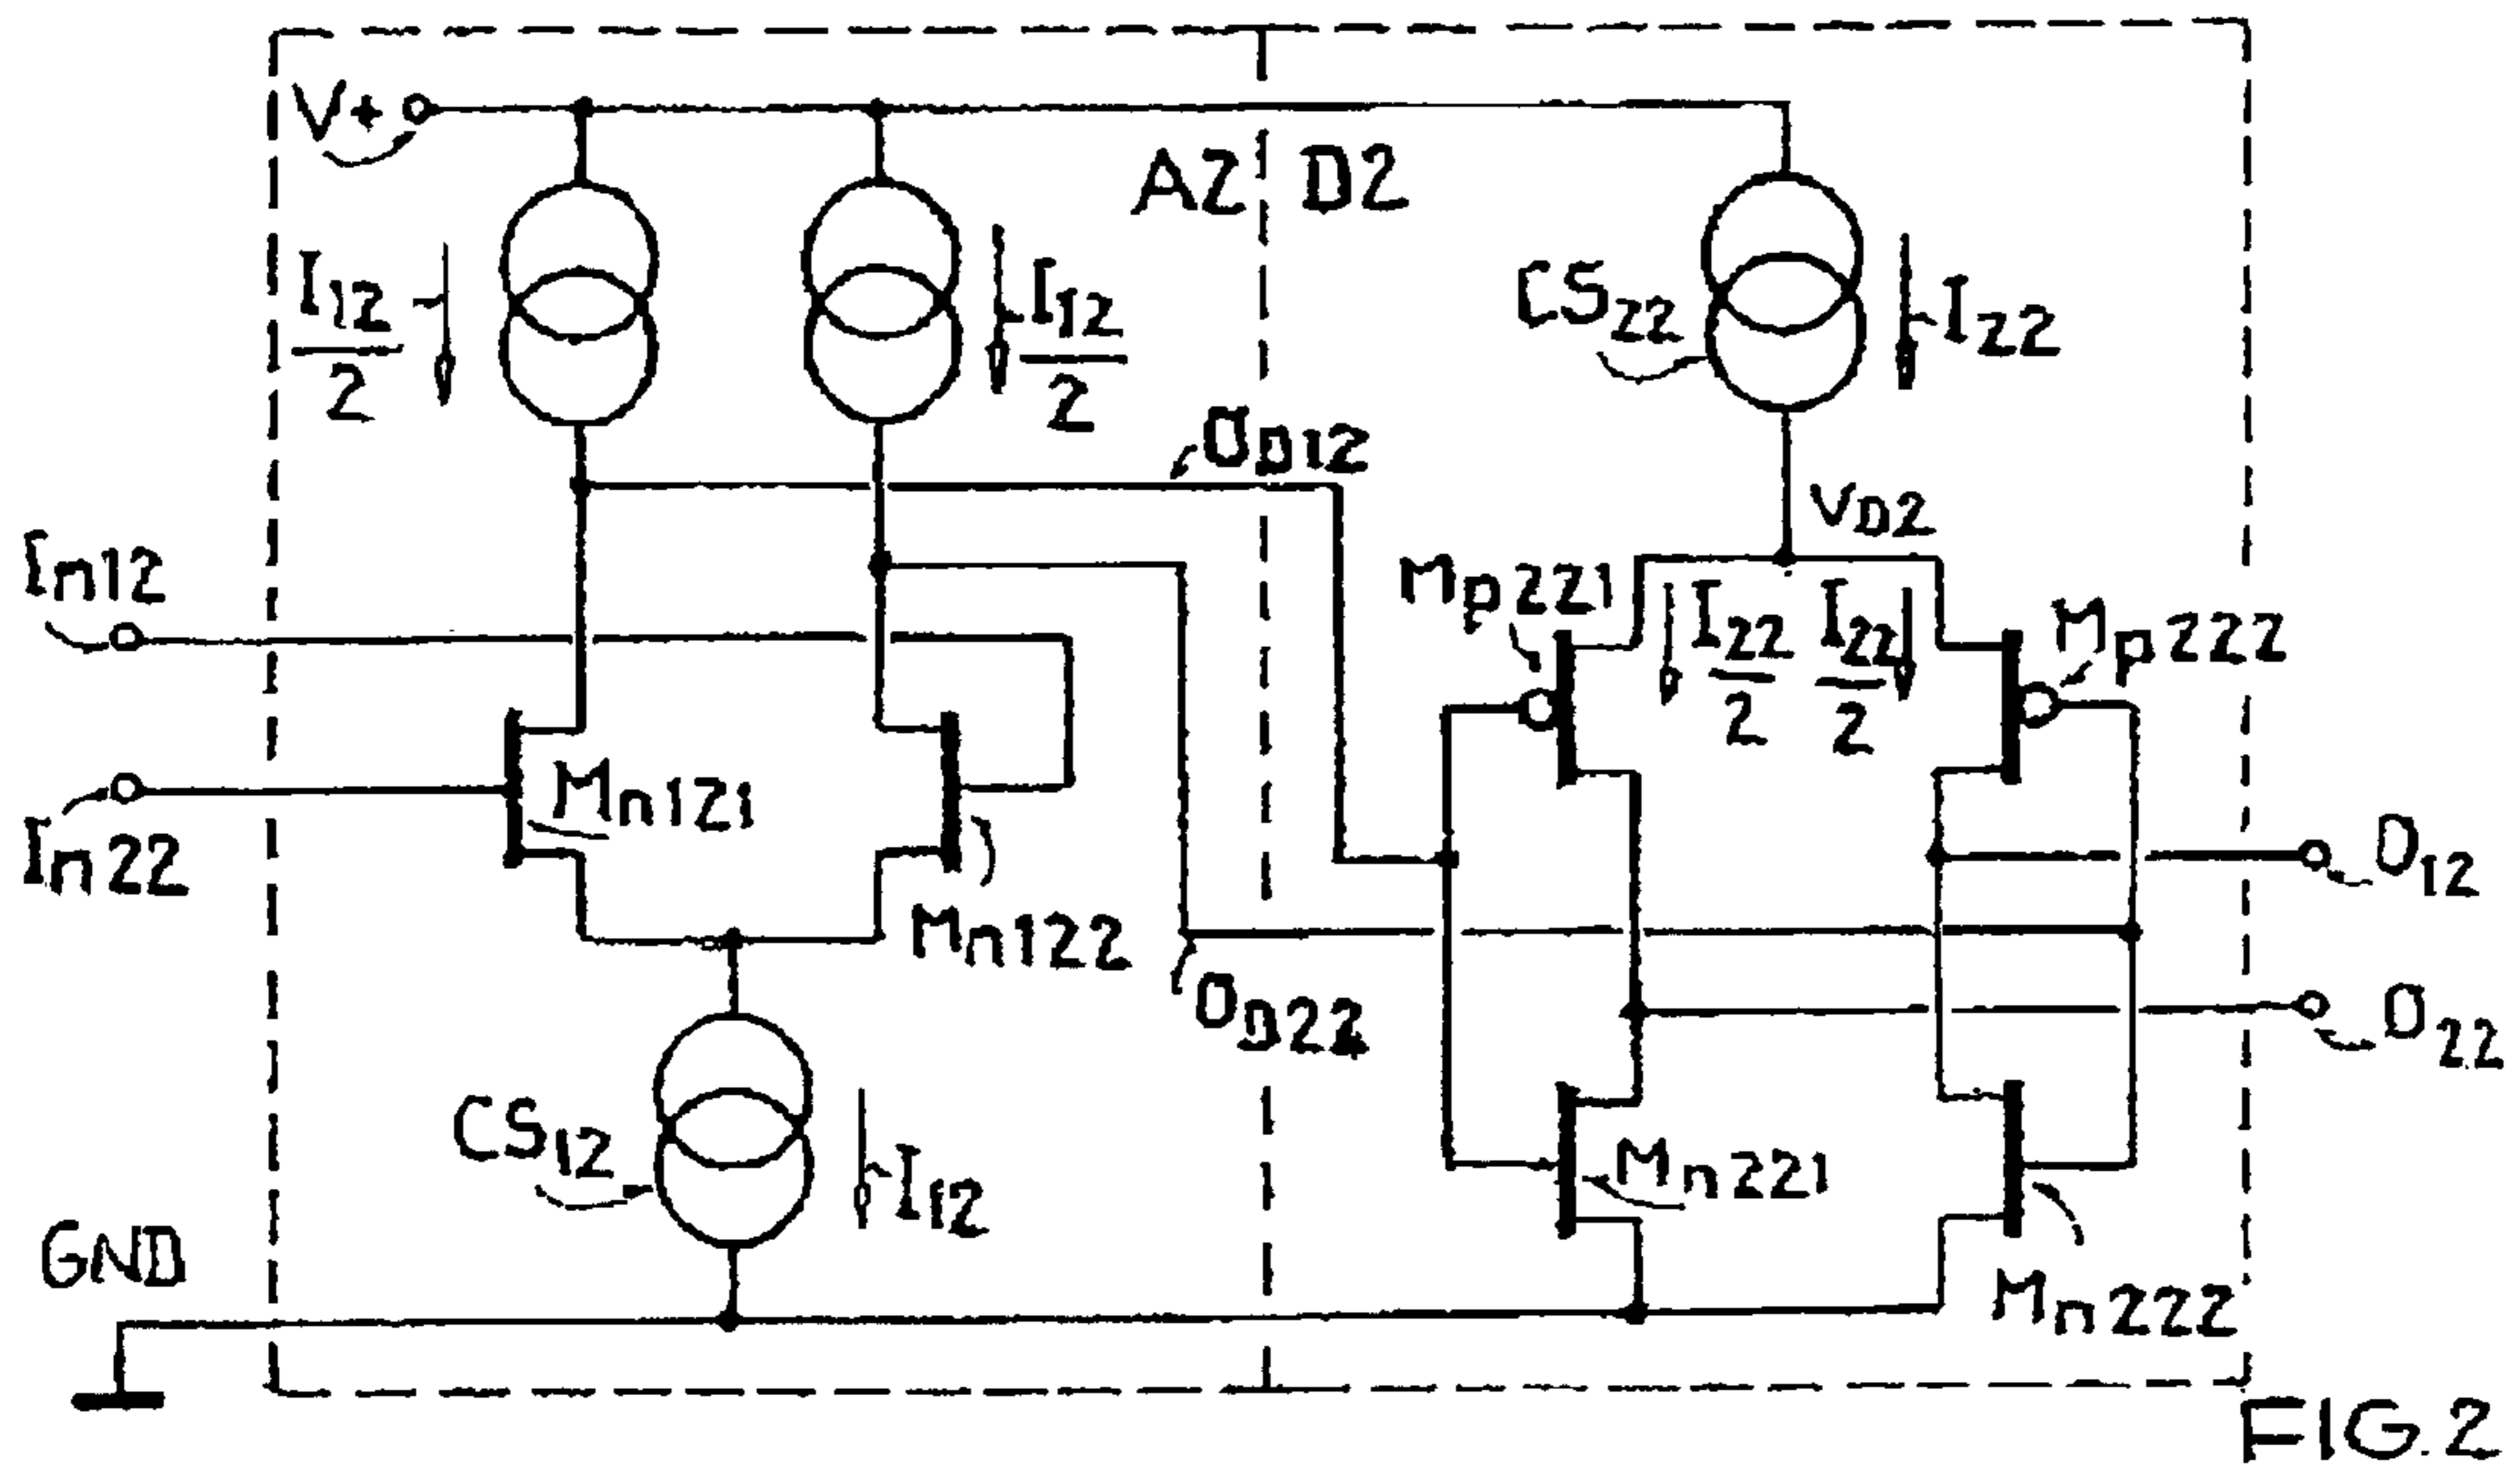 V+
A2 D2
I12/2
I12/2
CS22
I22
OD12
VD2
In12
Mp221
I22/2
I22/2
Mp222
Mn121
In22
O12
Mn122
OD22
O22
CS12
I12
Mn221
GND
Mn222
FIG.2